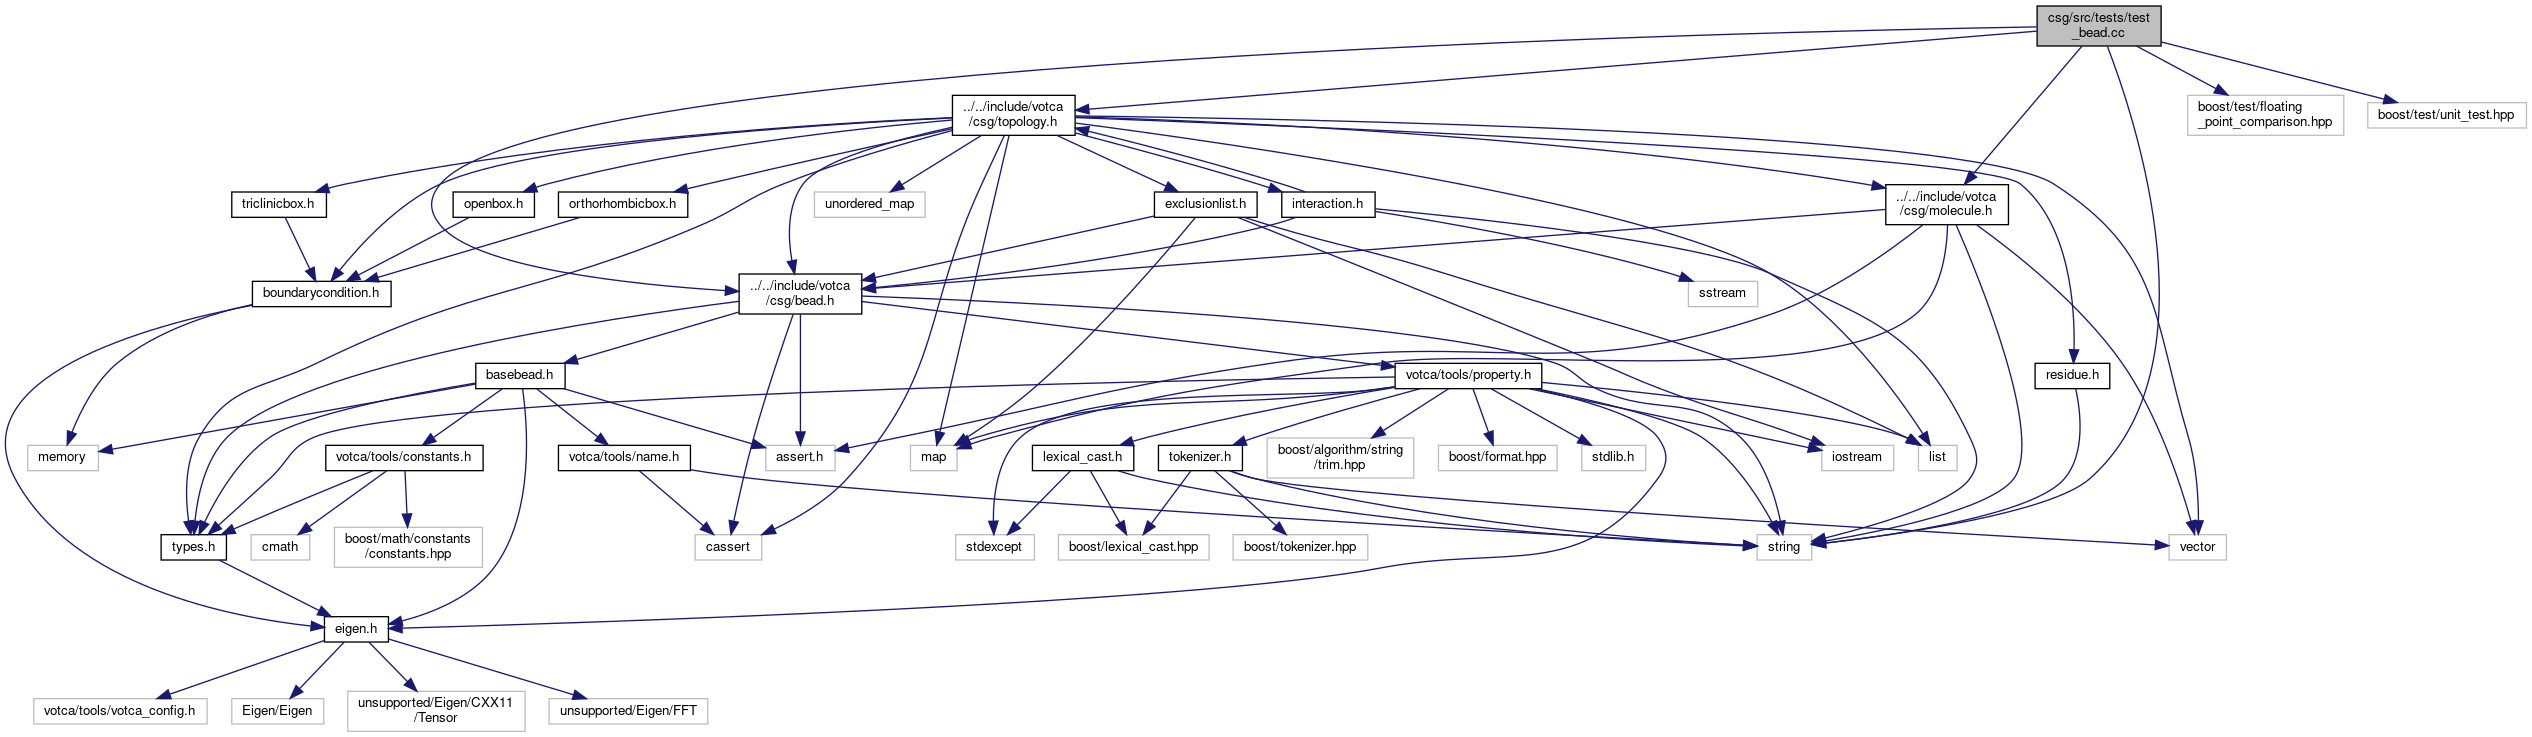 csg/src/tests/test
_bead.cc
../../include/votca
/csg/topology.h
boost/test/floating
_point_comparison.hpp
boost/test/unit_test.hpp
triclinicbox.h
openbox.h
orthorhombicbox.h
unordered_map
exclusionlist.h
interaction.h
../../include/votca
/csg/molecule.h
boundarycondition.h
../../include/votca
/csg/bead.h
sstream
basebead.h
votca/tools/property.h
residue.h
memory
votca/tools/constants.h
votca/tools/name.h
assert.h
map
lexical_cast.h
tokenizer.h
boost/algorithm/string
/trim.hpp
boost/format.hpp
stdlib.h
iostream
list
types.h
cmath
boost/math/constants
/constants.hpp
cassert
stdexcept
boost/lexical_cast.hpp
boost/tokenizer.hpp
string
vector
eigen.h
votca/tools/votca_config.h
Eigen/Eigen
unsupported/Eigen/CXX11
/Tensor
unsupported/Eigen/FFT